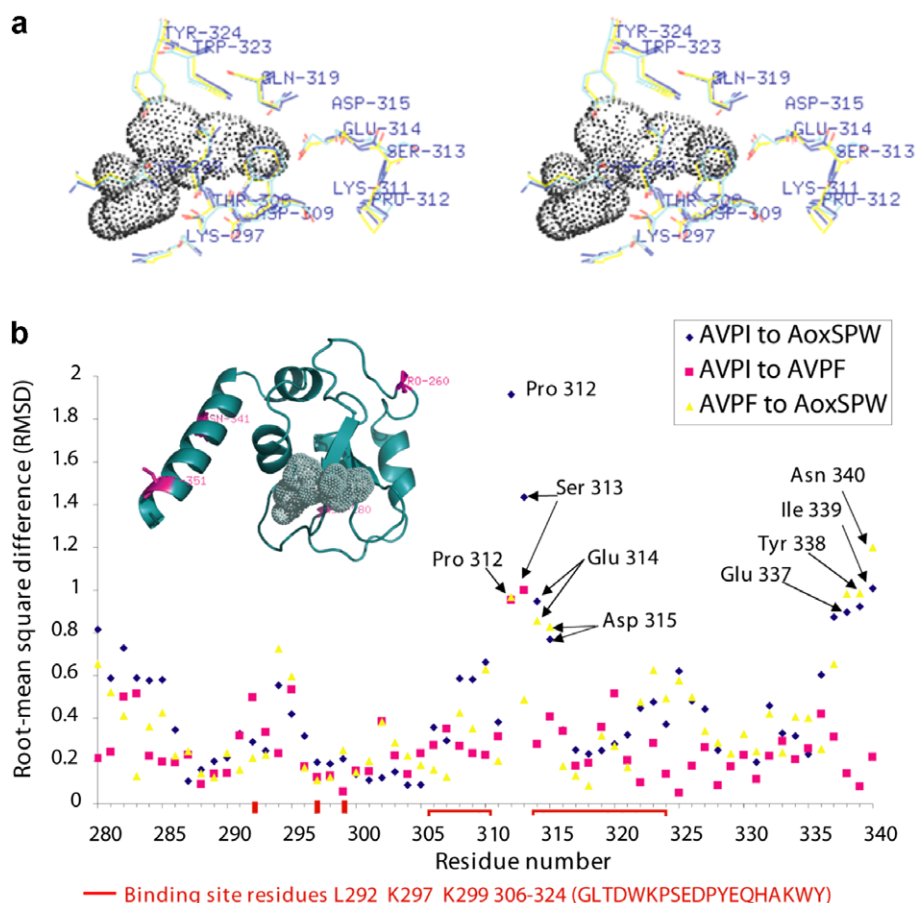 a
TYR-324
TRP-323
GLN-319
ASP-315
GLU-314
SER-313
LYS-311
PRO-312
THR-308
ASP-309
LYS-297
TYR-324
TRP-323
GLN-319
ASP-315
GLU-314
SER-313
LYS-311
PRO-312
THR-308
ASP-309
LYS-297
b
AVPI to AoxSPW
AVPI to AVPF
AVPF to AoxSPW
Root-mean square difference (RMSD)
2
1.8
1.6
1.4
1.2
1
0.8
0.6
0.4
0.2
0
RO-260
Pro 312
Ser 313
Pro 312
Glu 314
Asp 315
Asn 340
Ile 339
Tyr 338
Glu 337
280 285 290 295 300 305 310 315 320 325 330 335 340
Residue number
Binding site residues L292 K297 K299 306-324 (GLTDWKPSEDPYEQHAKWY)